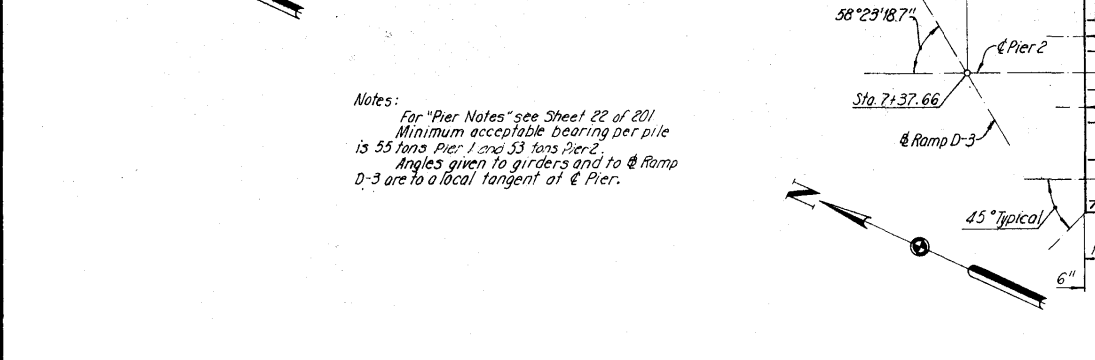 58°23'18.7"
℄ Pier 2
Sta. 7+37.66
℄ Ramp D-3
Notes:
For "Pier Notes" see Sheet 22 of 201
Minimum acceptable bearing per pile
is 55 tons Pier 1 and 53 tons Pier 2.
Angles given to girders and to ℄ Ramp
D-3 are to a local tangent at ℄ Pier.
N
45° Typical
6"